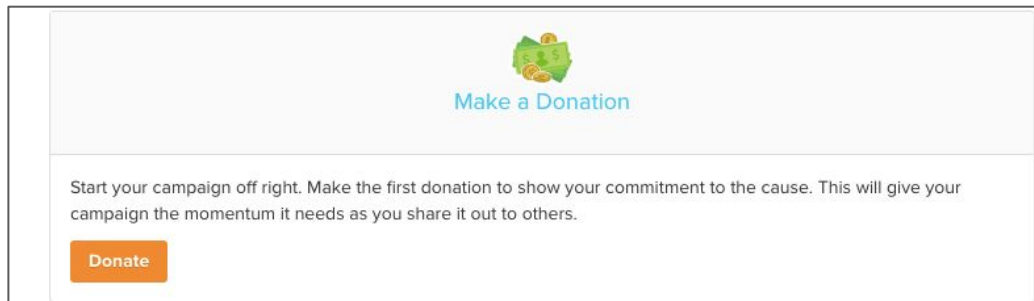 Make a Donation
Start your campaign off right. Make the first donation to show your commitment to the cause. This will give your
campaign the momentum it needs as you share it out to others.
Donate